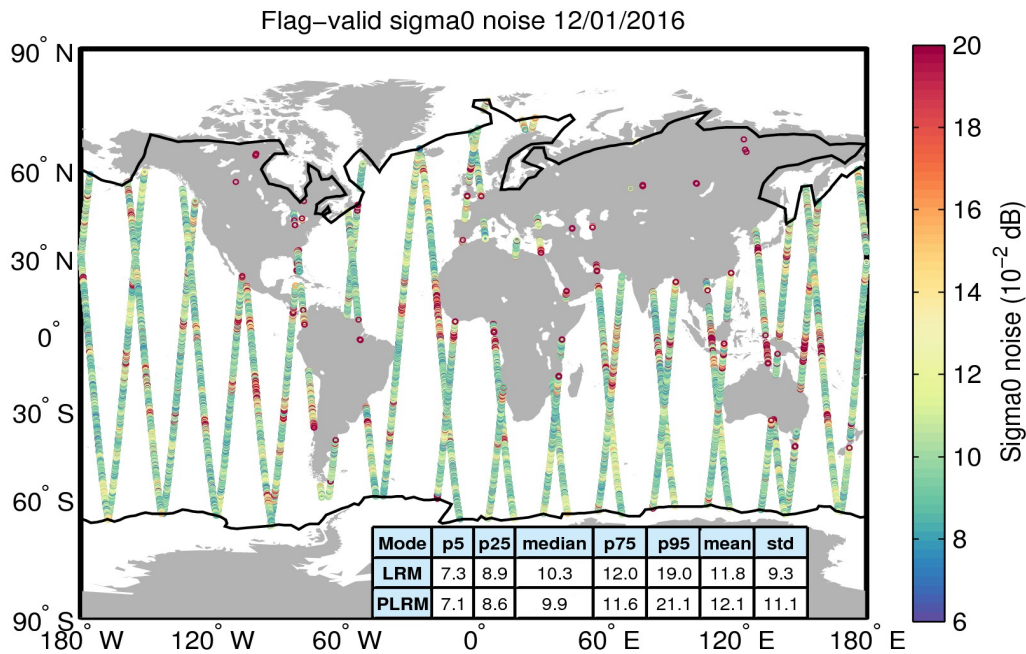 Flag−valid sigma0 noise 12/01/2016
90° N
60° N
30° N
0°
30° S
60° S
90° S
180° W
120° W
60° W
0°
60° E
120° E
180° E
Mode p5 p25 median p75 p95 mean std
LRM 7.3 8.9 10.3 12.0 19.0 11.8 9.3
PLRM 7.1 8.6 9.9 11.6 21.1 12.1 11.1
20
18
16
14
12
10
8
6
Sigma0 noise (10⁻² dB)